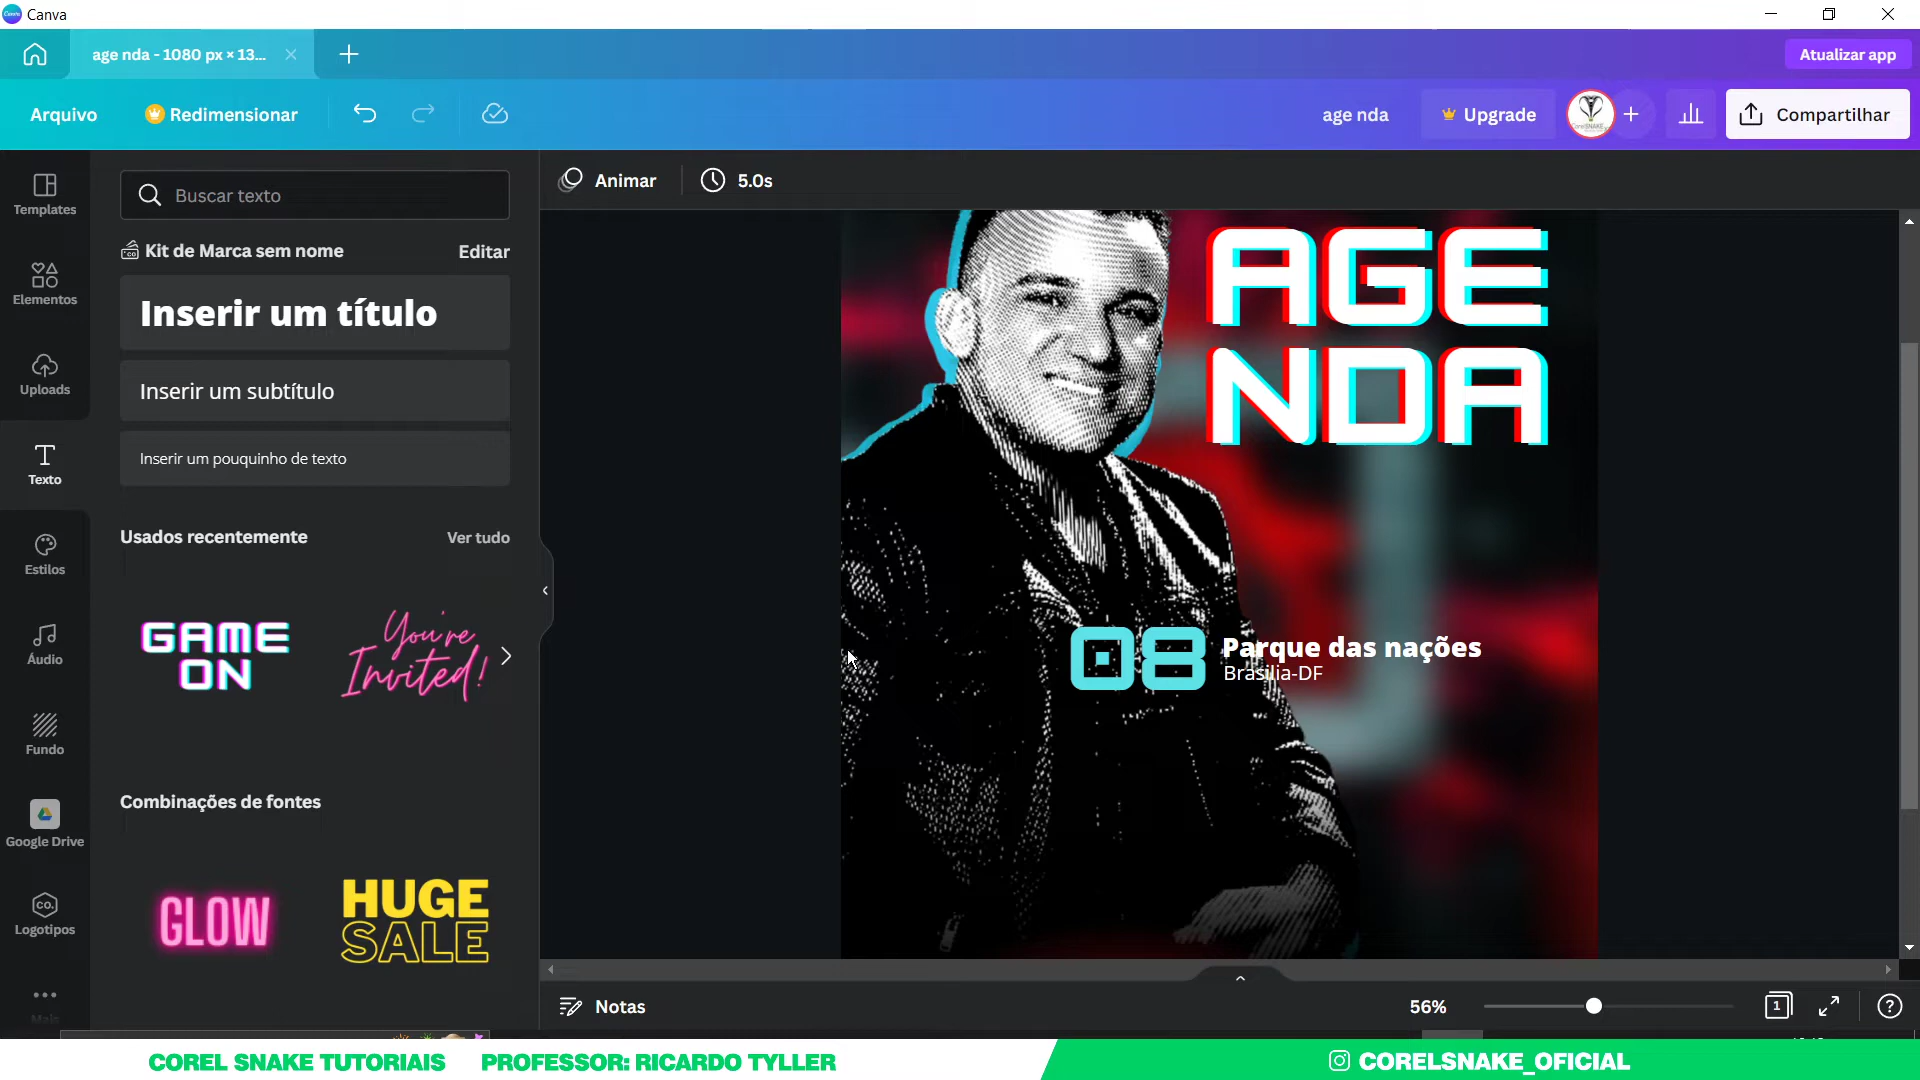 Canva
age nda - 1080 px × 13...
Atualizar app
Arquivo
Redimensionar
age nda
Upgrade
Compartilhar
Templates
Elementos
Uploads
Texto
Estilos
Áudio
Fundo
Google Drive
CO.
Logotipos
Mais
Buscar texto
Kit de Marca sem nome
Editar
Inserir um título
Inserir um subtítulo
Inserir um pouquinho de texto
Usados recentemente
Ver tudo
GAME
ON
You're
Invited!
Combinações de fontes
GLOW
HUGE
SALE
Animar
5.0s
AGE
NDA
08
Parque das nações
Brasilia-DF
Notas
56%
1
COREL SNAKE TUTORIAIS
PROFESSOR: RICARDO TYLLER
CORELSNAKE_OFICIAL